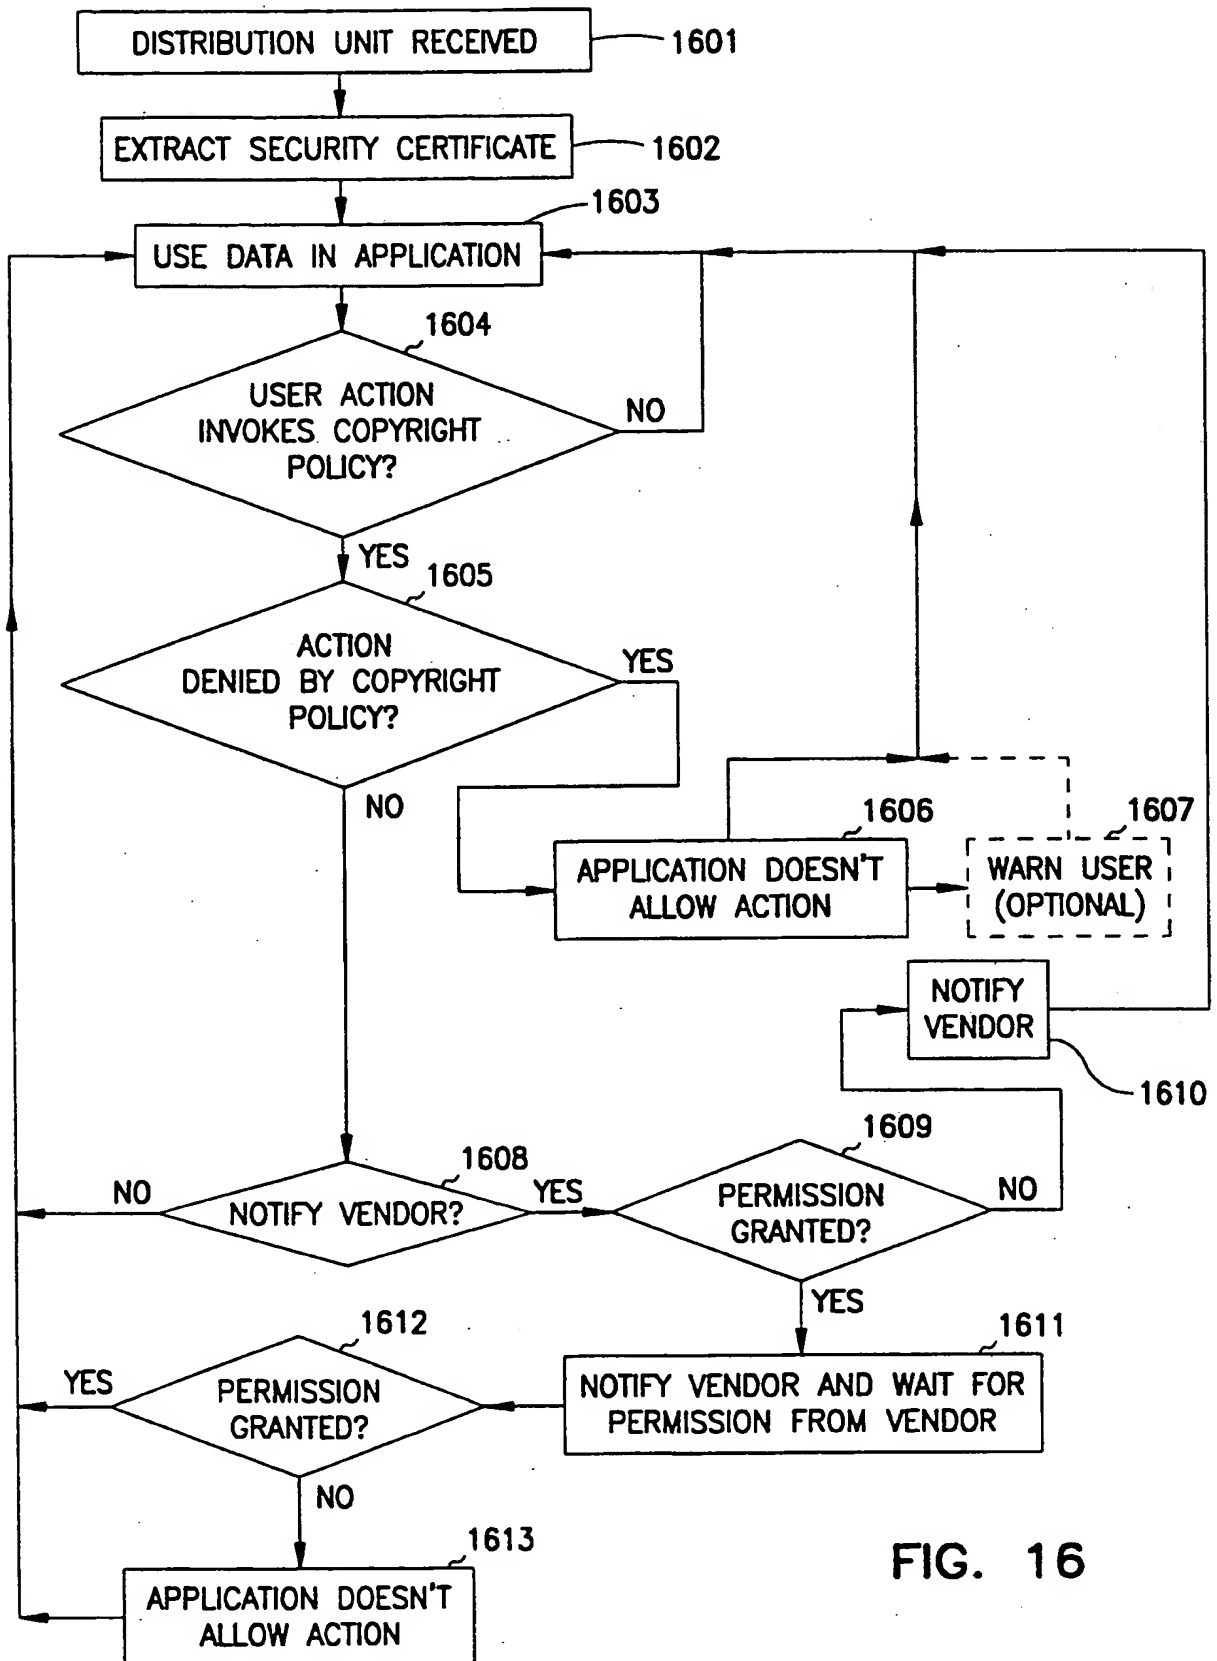 DISTRIBUTION UNIT RECEIVED
1601
EXTRACT SECURITY CERTIFICATE
1602
1603
USE DATA IN APPLICATION
1604
USER ACTION
INVOKES COPYRIGHT
POLICY?
NO
YES
1605
ACTION
DENIED BY COPYRIGHT
POLICY?
YES
NO
1606
APPLICATION DOESN'T
ALLOW ACTION
1607
WARN USER
(OPTIONAL)
NOTIFY
VENDOR
1610
1608
NO
NOTIFY VENDOR?
YES
1609
PERMISSION
GRANTED?
NO
YES
1611
NOTIFY VENDOR AND WAIT FOR
PERMISSION FROM VENDOR
1612
YES
PERMISSION
GRANTED?
NO
1613
APPLICATION DOESN'T
ALLOW ACTION
FIG. 16